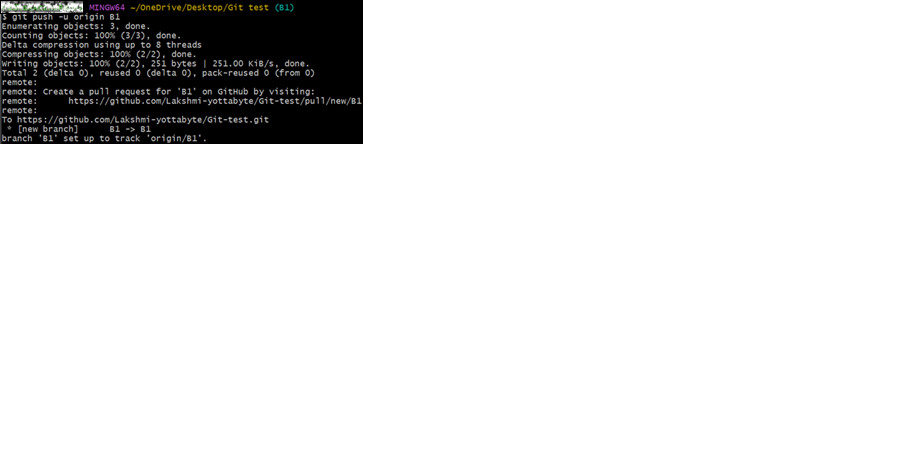 MINGW64 ~/OneDrive/Desktop/Git test (B1)
$ git push -u origin B1
Enumerating objects: 3, done.
Counting objects: 100% (3/3), done.
Delta compression using up to 8 threads
Compressing objects: 100% (2/2), done.
Writing objects: 100% (2/2), 251 bytes | 251.00 KiB/s, done.
Total 2 (delta 0), reused 0 (delta 0), pack-reused 0 (from 0)
remote:
remote: Create a pull request for 'B1' on GitHub by visiting:
remote:      https://github.com/Lakshmi-yottabyte/Git-test/pull/new/B1
remote:
To https://github.com/Lakshmi-yottabyte/Git-test.git
 * [new branch]      B1 -> B1
branch 'B1' set up to track 'origin/B1'.